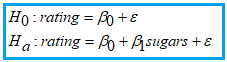 H₀ : rating = β₀ + ε
Hₐ : rating = β₀ + β₁sugars + ε